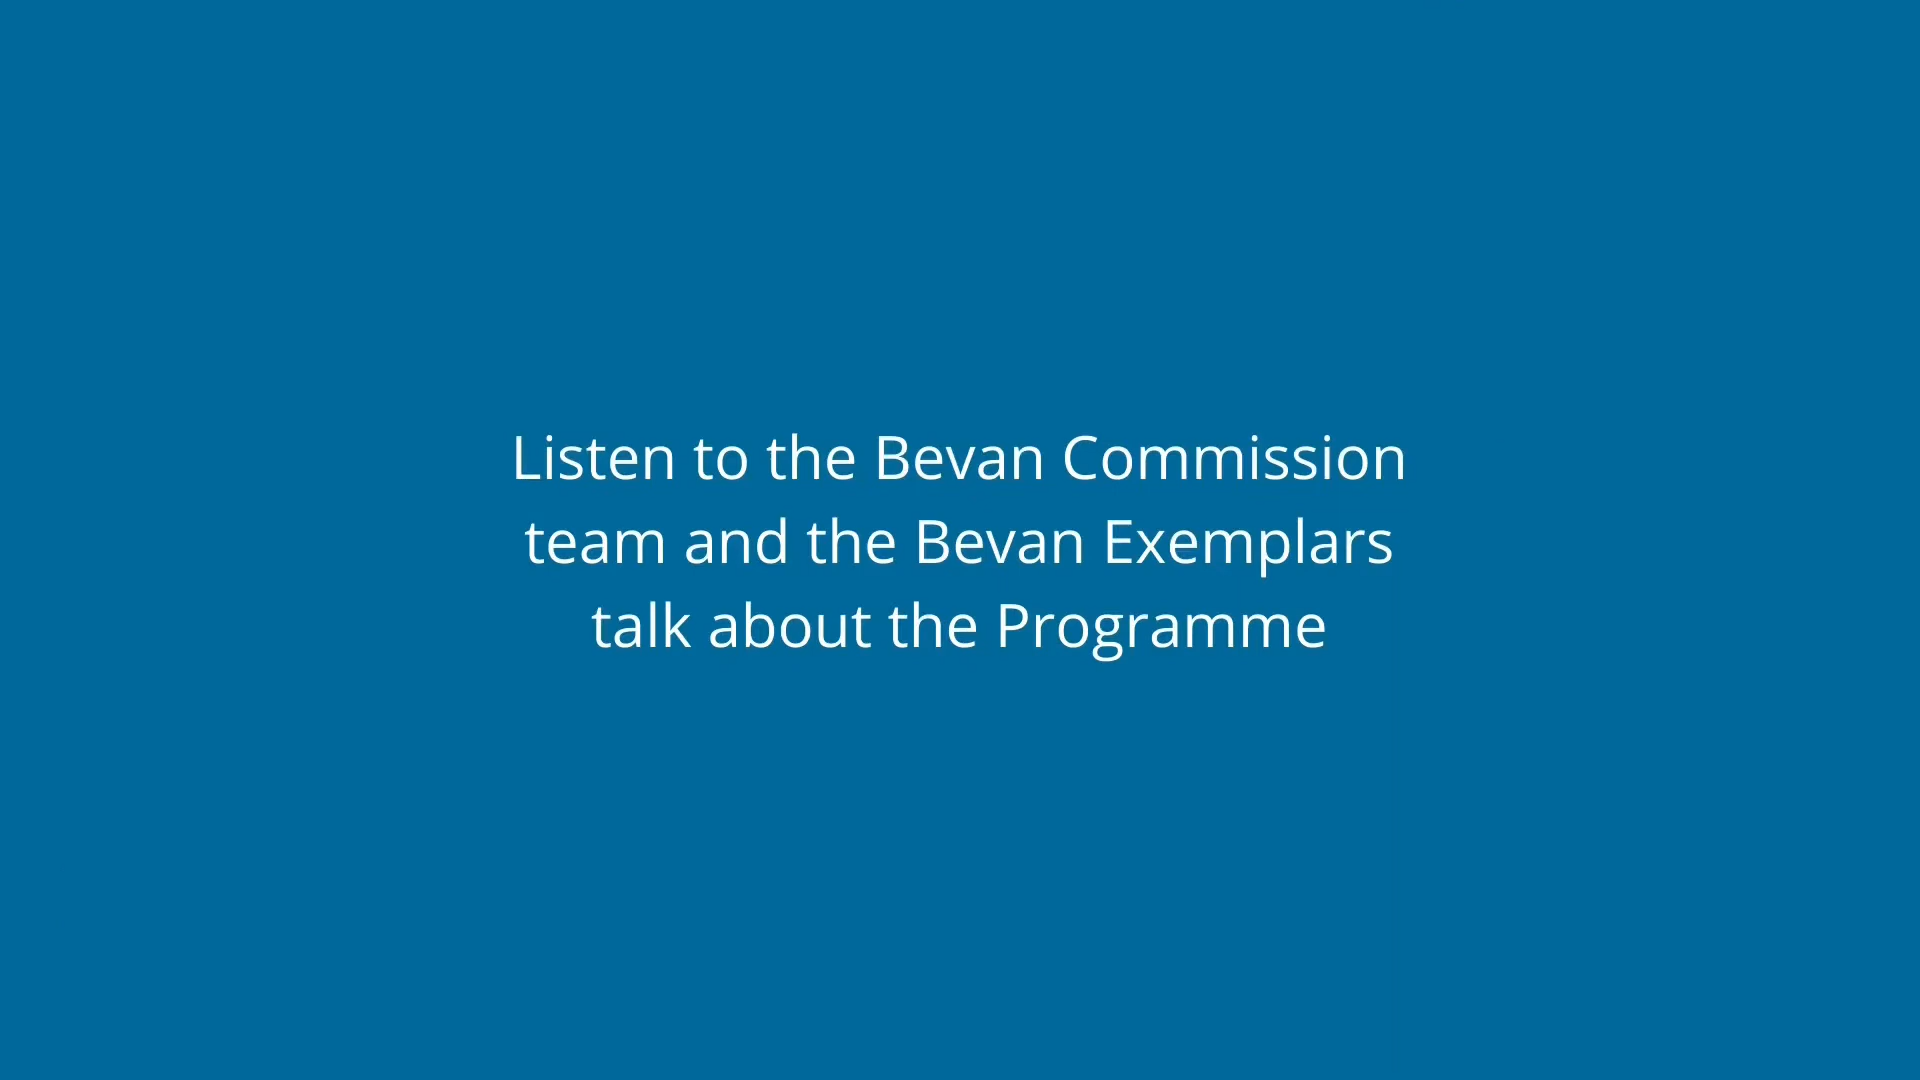 Listen to the Bevan Commission
team and the Bevan Exemplars
talk about the Programme